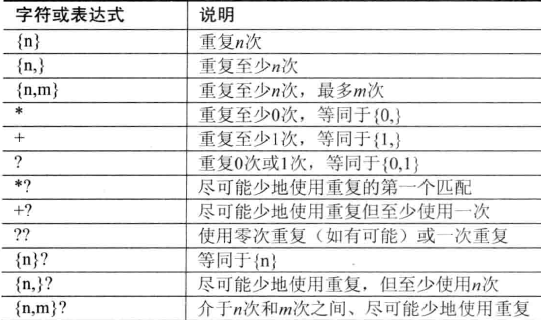 字符或表达式 说明
{n} 重复n次
{n,} 重复至少n次
{n,m} 重复至少n次，最多m次
* 重复至少0次，等同于{0,}
+ 重复至少1次，等同于{1,}
? 重复0次或1次，等同于{0,1}
*? 尽可能少地使用重复的第一个匹配
+? 尽可能少地使用重复但至少使用一次
?? 使用零次重复（如有可能）或一次重复
{n}? 等同于{n}
{n,}? 尽可能少地使用重复，但至少使用n次
{n,m}? 介于n次和m次之间、尽可能少地使用重复